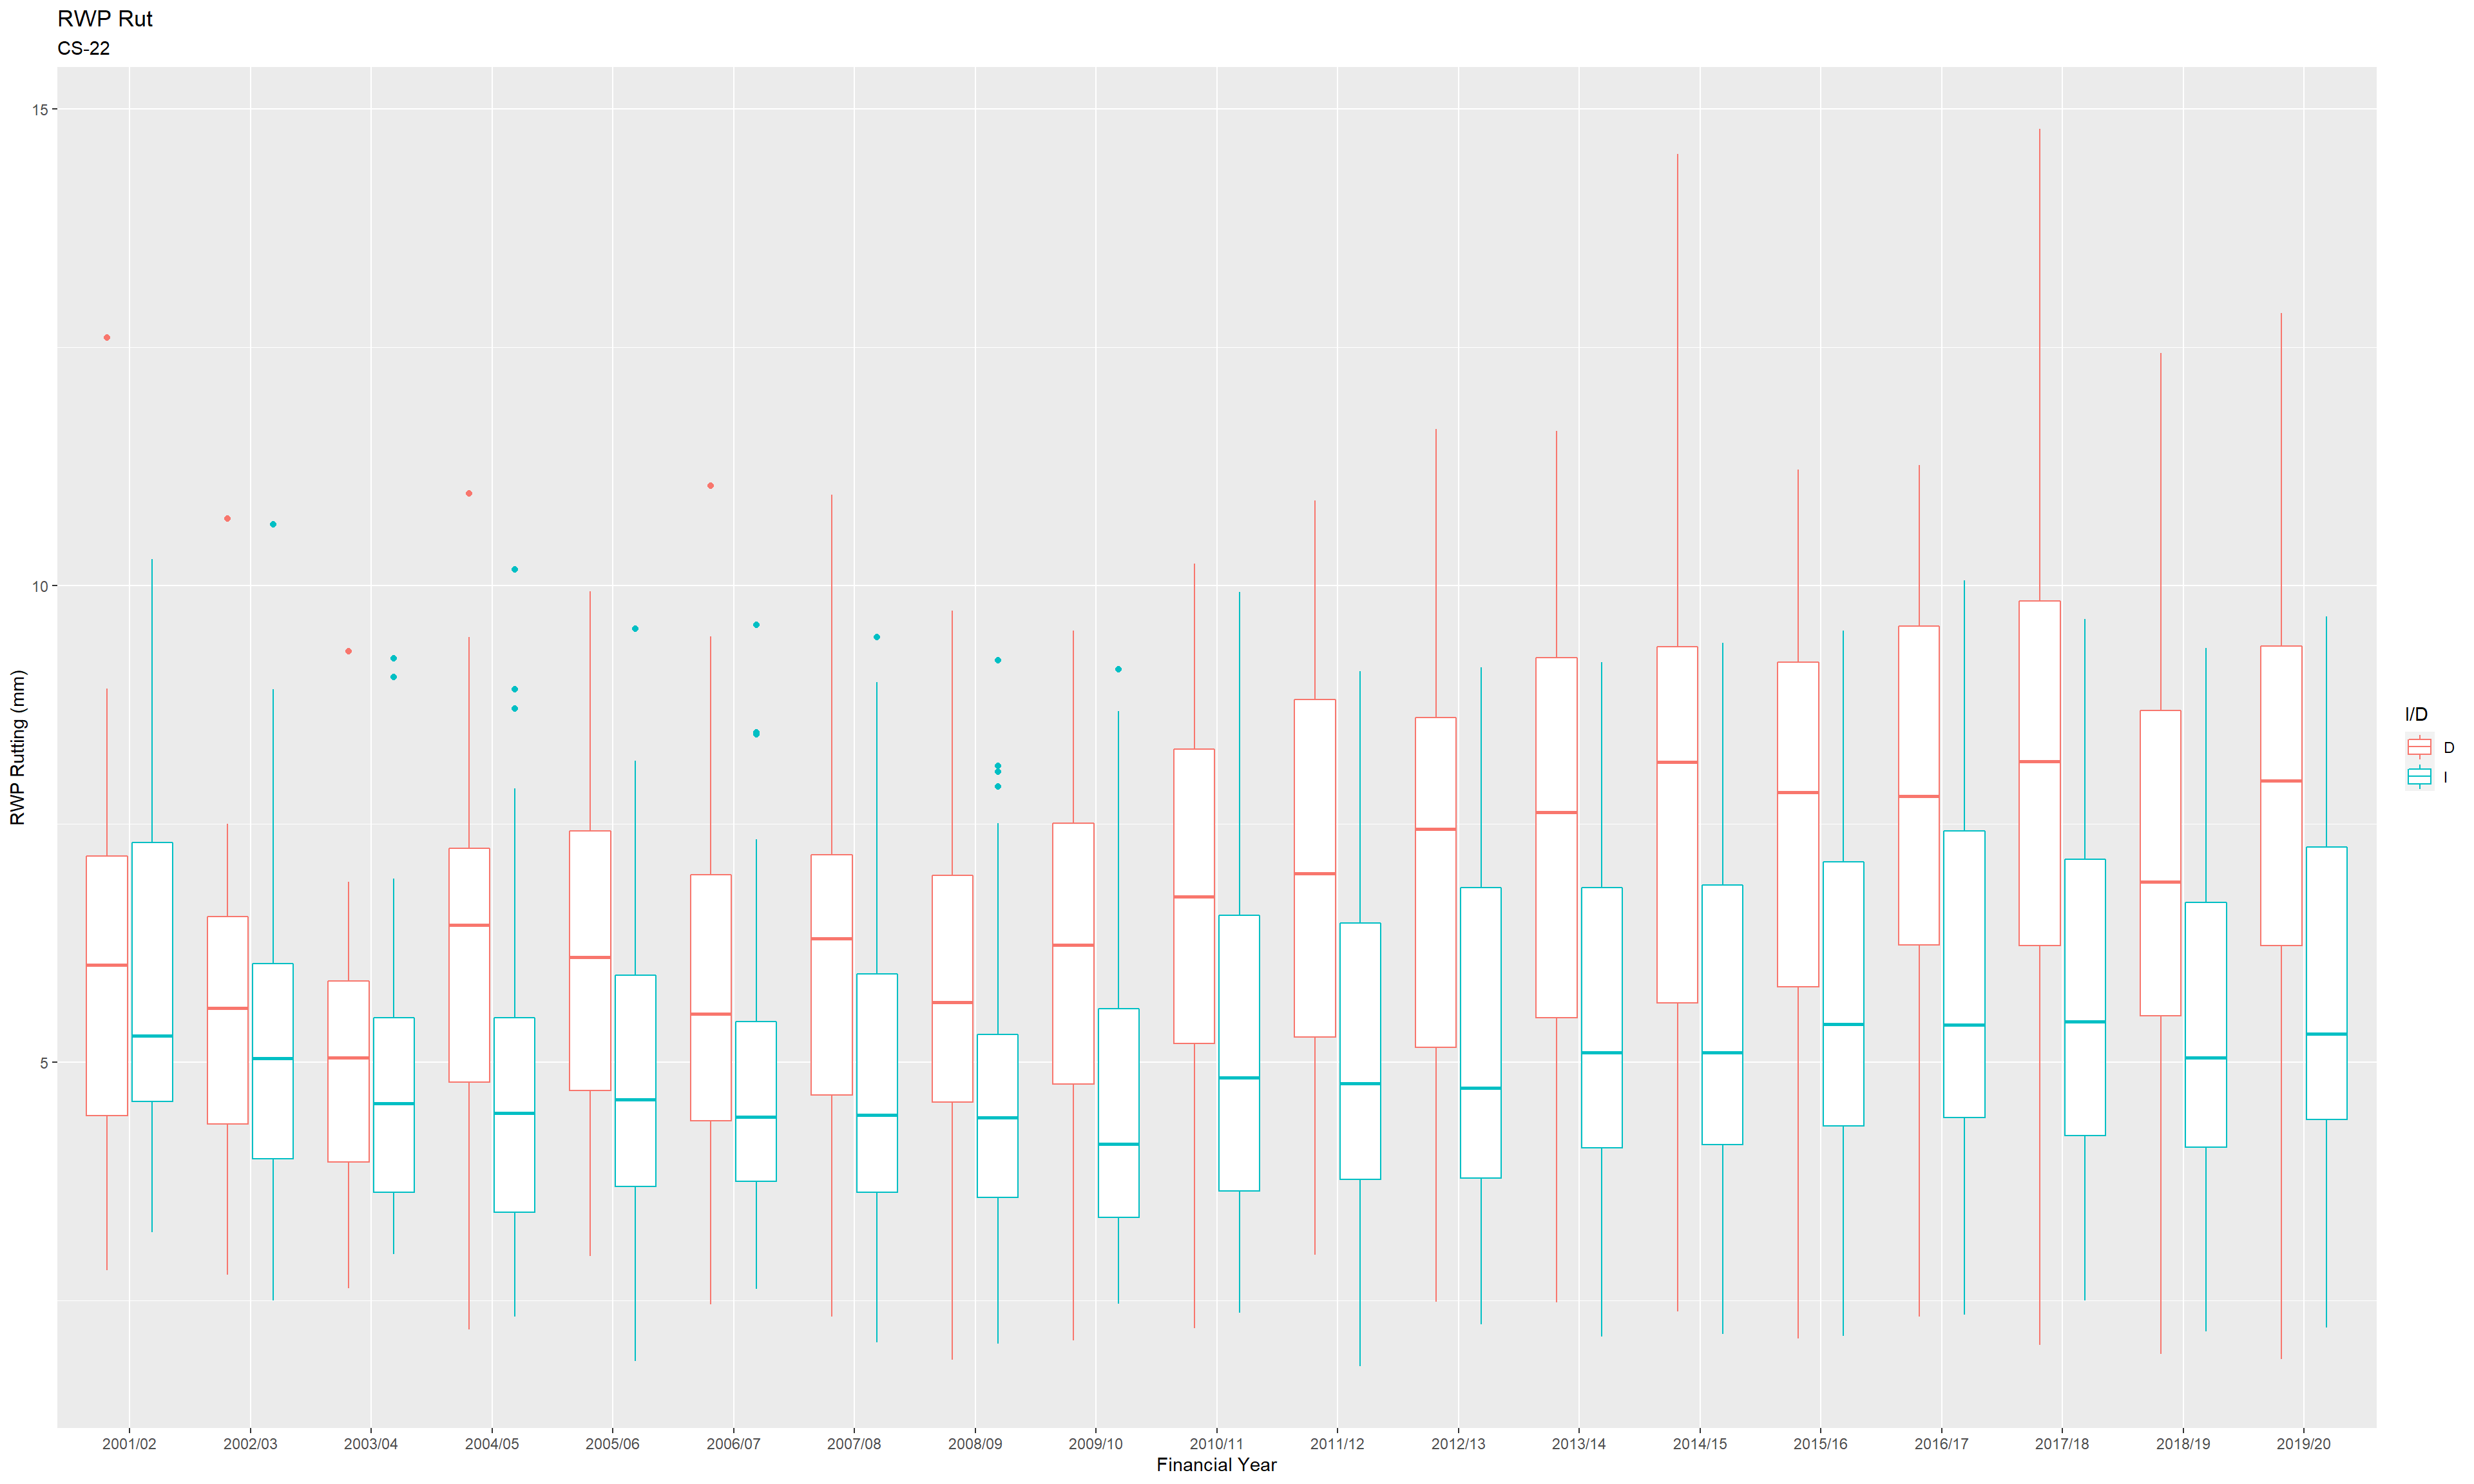 RWP Rut
CS-22
15
10
5
RWP Rutting (mm)
2001/02 2002/03 2003/04 2004/05 2005/06 2006/07 2007/08 2008/09 2009/10 2010/11 2011/12 2012/13 2013/14 2014/15 2015/16 2016/17 2017/18 2018/19 2019/20
Financial Year
I/D
D
I